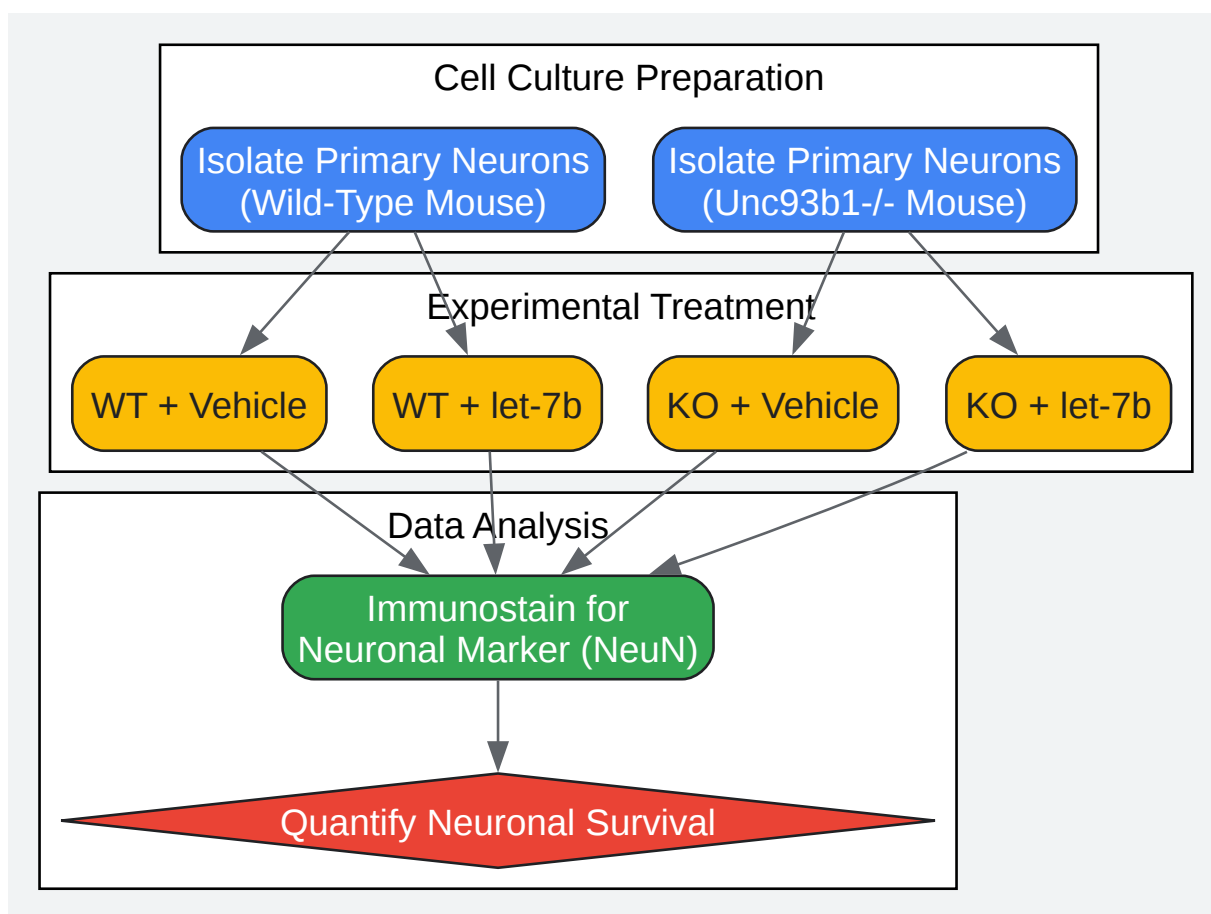 Cell Culture Preparation
Isolate Primary Neurons
(Wild-Type Mouse)
Isolate Primary Neurons
(Unc93b1-/- Mouse)
Experimental Treatment
WT + Vehicle
WT + let-7b
KO + Vehicle
KO + let-7b
Data Analysis
Immunostain for
Neuronal Marker (NeuN)
Quantify Neuronal Survival